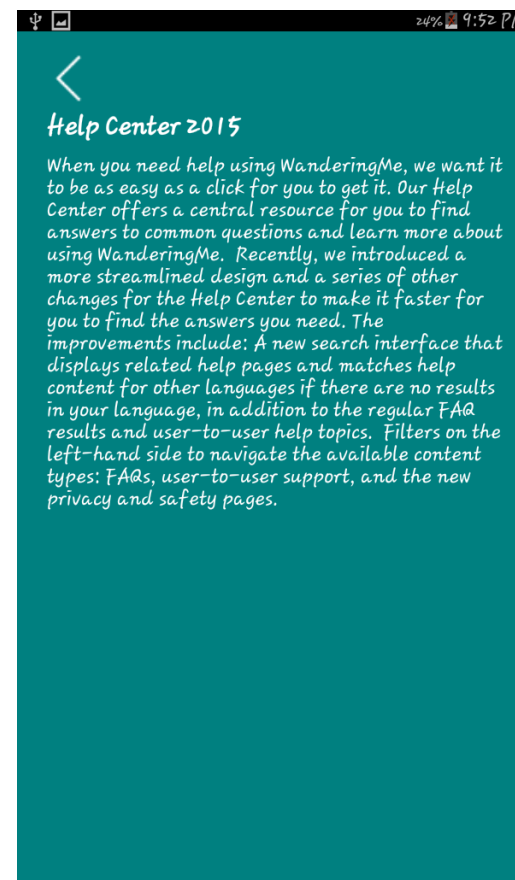 24% 9:52 P
Help Center 2015
When you need help using WanderingMe, we want it
to be as easy as a click for you to get it. Our Help
Center offers a central resource for you to find
answers to common questions and learn more about
using WanderingMe.  Recently, we introduced a
more streamlined design and a series of other
changes for the Help Center to make it faster for
you to find the answers you need. The
improvements include: A new search interface that
displays related help pages and matches help
content for other languages if there are no results
in your language, in addition to the regular FAQ
results and user-to-user help topics.  Filters on the
left-hand side to navigate the available content
types: FAQs, user-to-user support, and the new
privacy and safety pages.